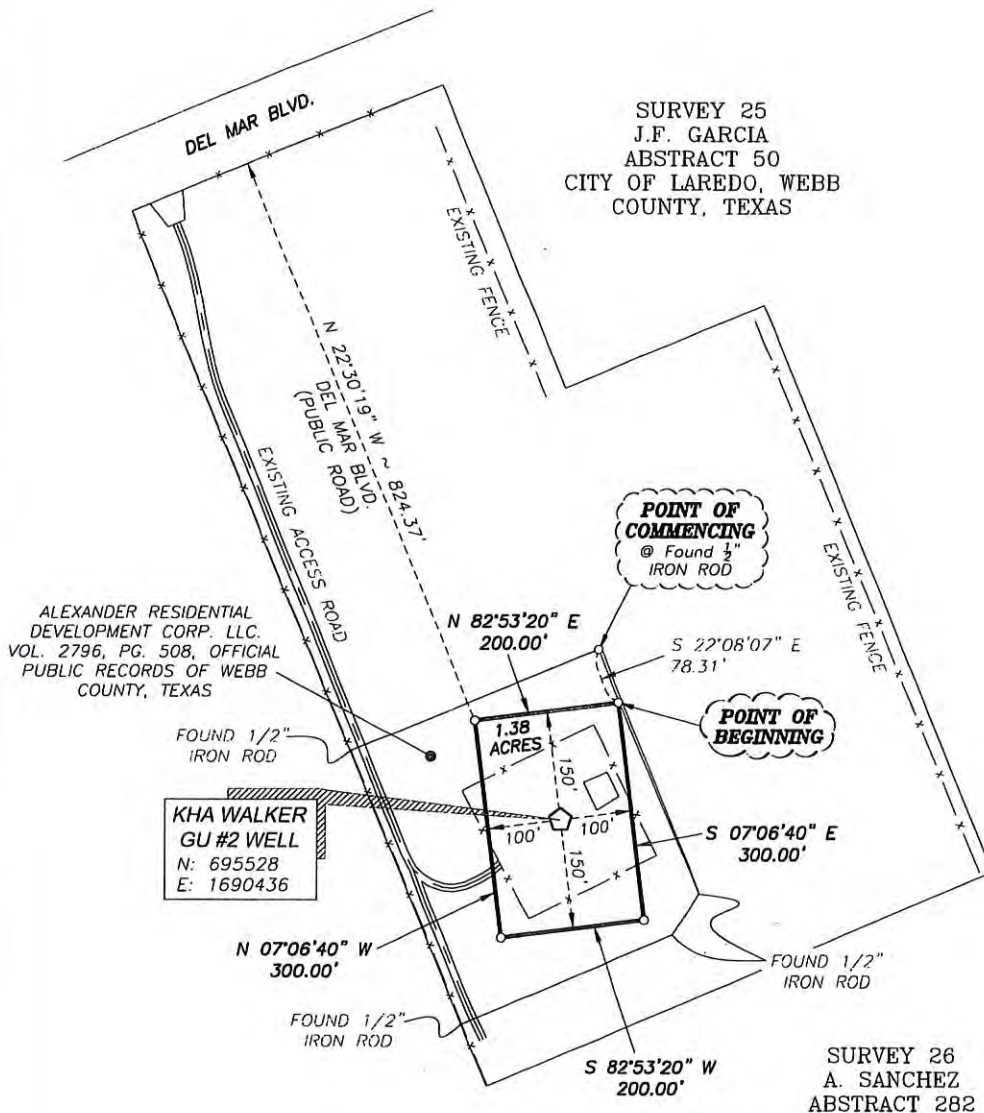 DEL MAR BLVD.
SURVEY 25
J.F. GARCIA
ABSTRACT 50
CITY OF LAREDO, WEBB
COUNTY, TEXAS
EXISTING FENCE
N 22°30'19" W ~ 824.37'
DEL MAR BLVD.
(PUBLIC ROAD)
EXISTING ACCESS ROAD
EXISTING FENCE
POINT OF
COMMENCING
@ Found 1/2"
IRON ROD
N 82°53'20" E
200.00'
S 22°08'07" E
78.31'
ALEXANDER RESIDENTIAL
DEVELOPMENT CORP. LLC.
VOL. 2796, PG. 508, OFFICIAL
PUBLIC RECORDS OF WEBB
COUNTY, TEXAS
POINT OF
BEGINNING
FOUND 1/2"
IRON ROD
1.38
ACRES
150'
KHA WALKER
GU #2 WELL
N: 695528
E: 1690436
100'
100'
150'
S 07°06'40" E
300.00'
N 07°06'40" W
300.00'
FOUND 1/2"
IRON ROD
FOUND 1/2"
IRON ROD
S 82°53'20" W
200.00'
SURVEY 26
A. SANCHEZ
ABSTRACT 282